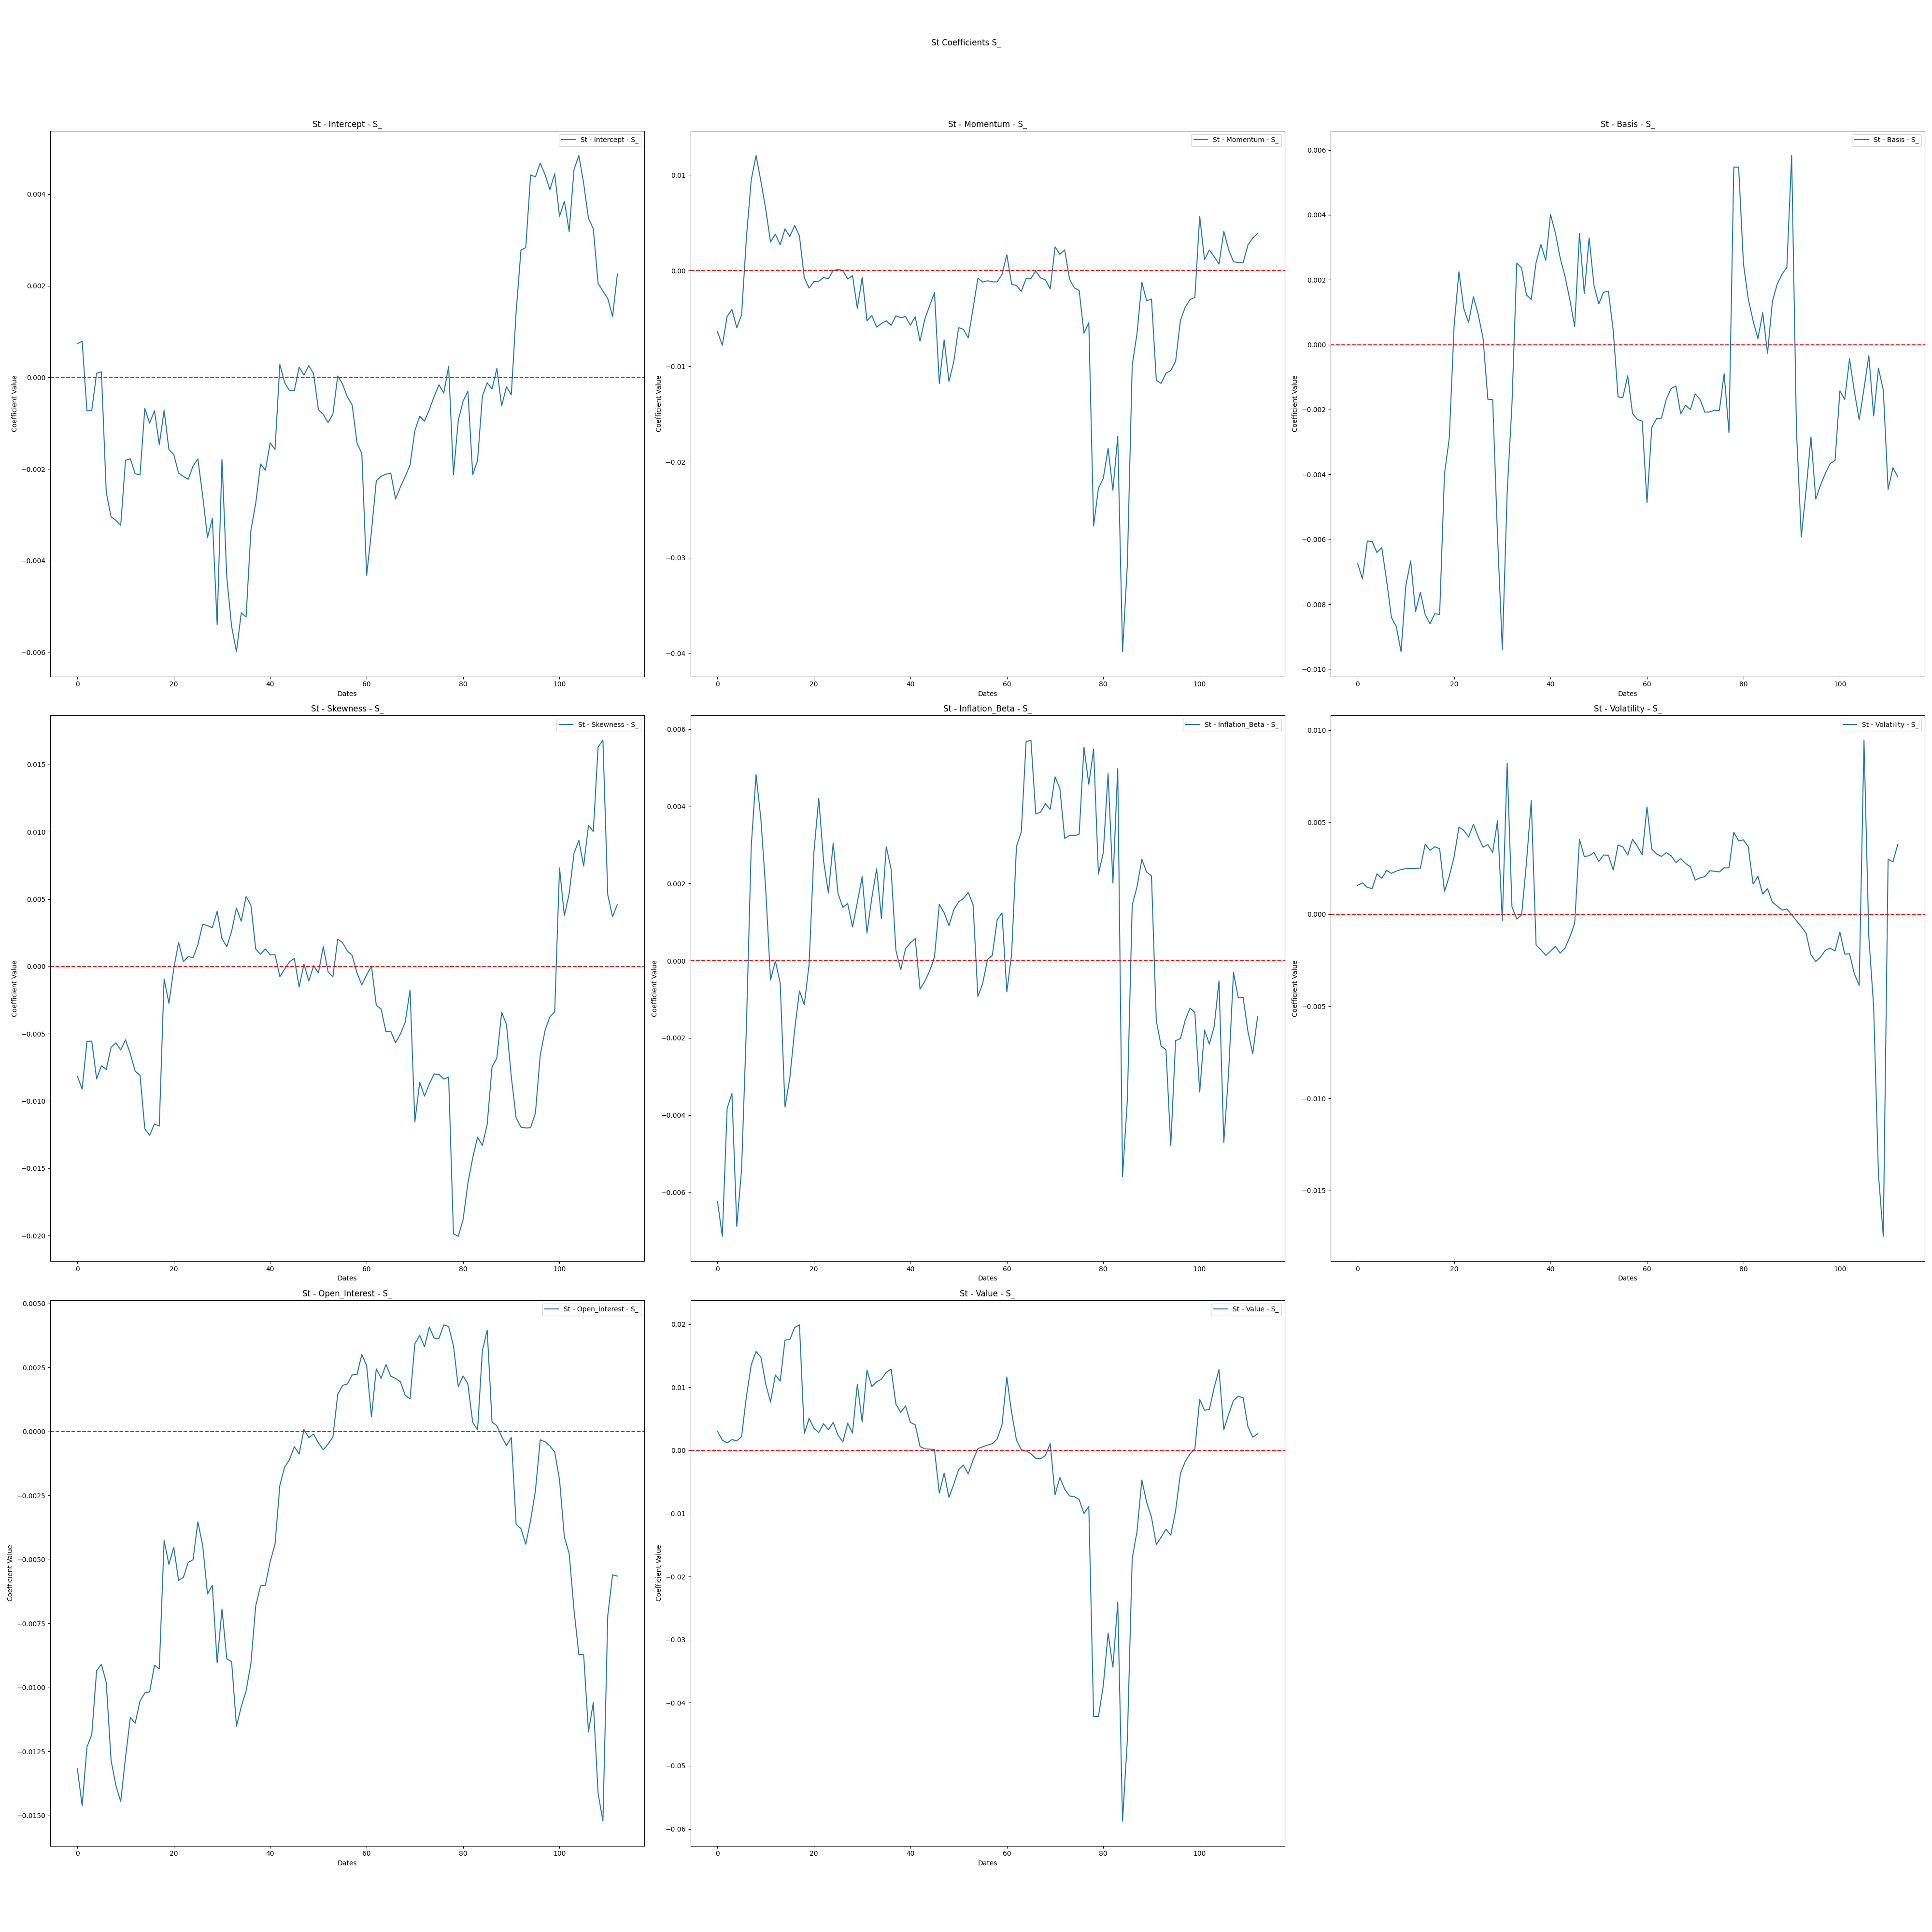 St Coefficients S_
St - Intercept - S_
St - Intercept - S_
Coefficient Value
0.004
0.002
0.000
−0.002
−0.004
−0.006
0 20 40 60 80 100
Dates
St - Momentum - S_
St - Momentum - S_
Coefficient Value
0.01
0.00
−0.01
−0.02
−0.03
−0.04
0 20 40 60 80 100
Dates
St - Basis - S_
St - Basis - S_
Coefficient Value
0.006
0.004
0.002
0.000
−0.002
−0.004
−0.006
−0.008
−0.010
0 20 40 60 80 100
Dates
St - Skewness - S_
St - Skewness - S_
Coefficient Value
0.015
0.010
0.005
0.000
−0.005
−0.010
−0.015
−0.020
0 20 40 60 80 100
Dates
St - Inflation_Beta - S_
St - Inflation_Beta - S_
Coefficient Value
0.006
0.004
0.002
0.000
−0.002
−0.004
−0.006
0 20 40 60 80 100
Dates
St - Volatility - S_
St - Volatility - S_
Coefficient Value
0.010
0.005
0.000
−0.005
−0.010
−0.015
0 20 40 60 80 100
Dates
St - Open_Interest - S_
St - Open_Interest - S_
Coefficient Value
0.0050
0.0025
0.0000
−0.0025
−0.0050
−0.0075
−0.0100
−0.0125
−0.0150
0 20 40 60 80 100
Dates
St - Value - S_
St - Value - S_
Coefficient Value
0.02
0.01
0.00
−0.01
−0.02
−0.03
−0.04
−0.05
−0.06
0 20 40 60 80 100
Dates